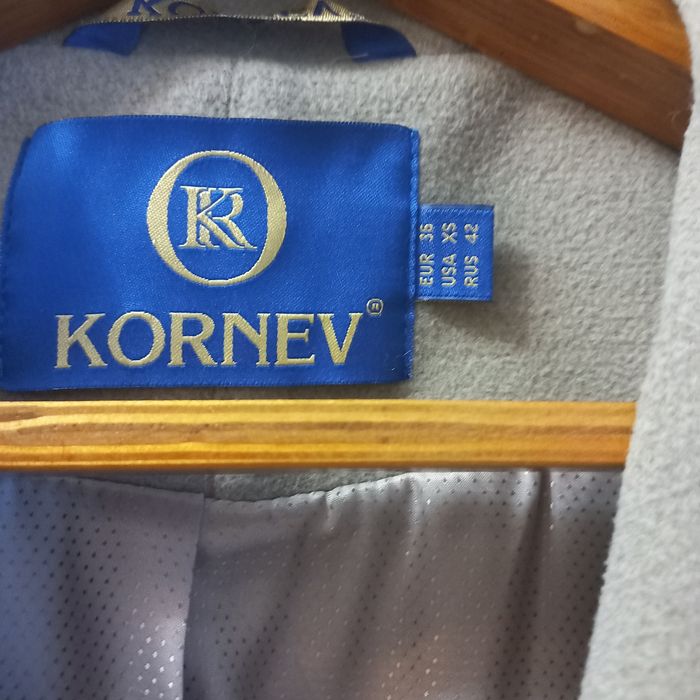 KR
KORNEV®
EUR 36
USA XS
RUS 42